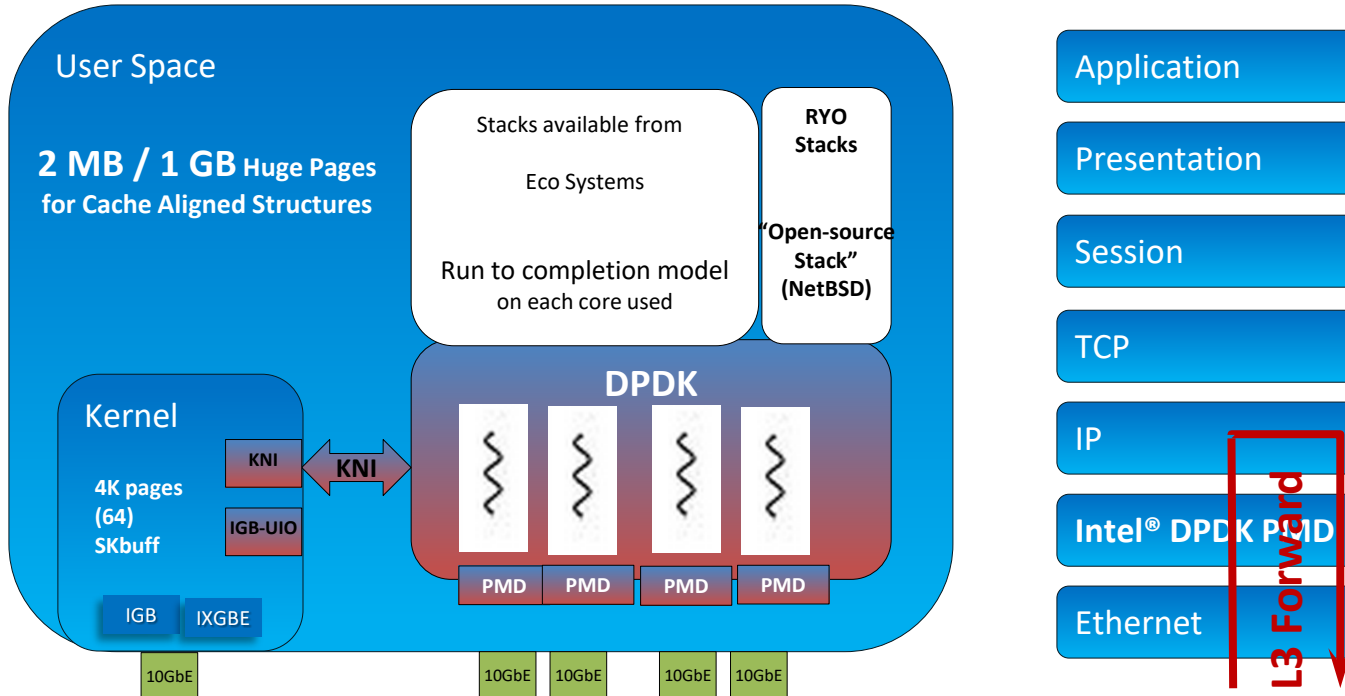 User Space
2 MB / 1 GB Huge Pages
for Cache Aligned Structures
Stacks available from
Eco Systems
Run to completion model
on each core used
RYO
Stacks
“Open-source
Stack”
(NetBSD)
DPDK
Kernel
4K pages
(64)
SKbuff
KNI
KNI
IGB-UIO
PMD
PMD
PMD
PMD
IGB
IXGBE
10GbE
10GbE
10GbE
10GbE
10GbE
Application
Presentation
Session
TCP
IP
Intel® DPDK PMD
Ethernet
L3 Forward